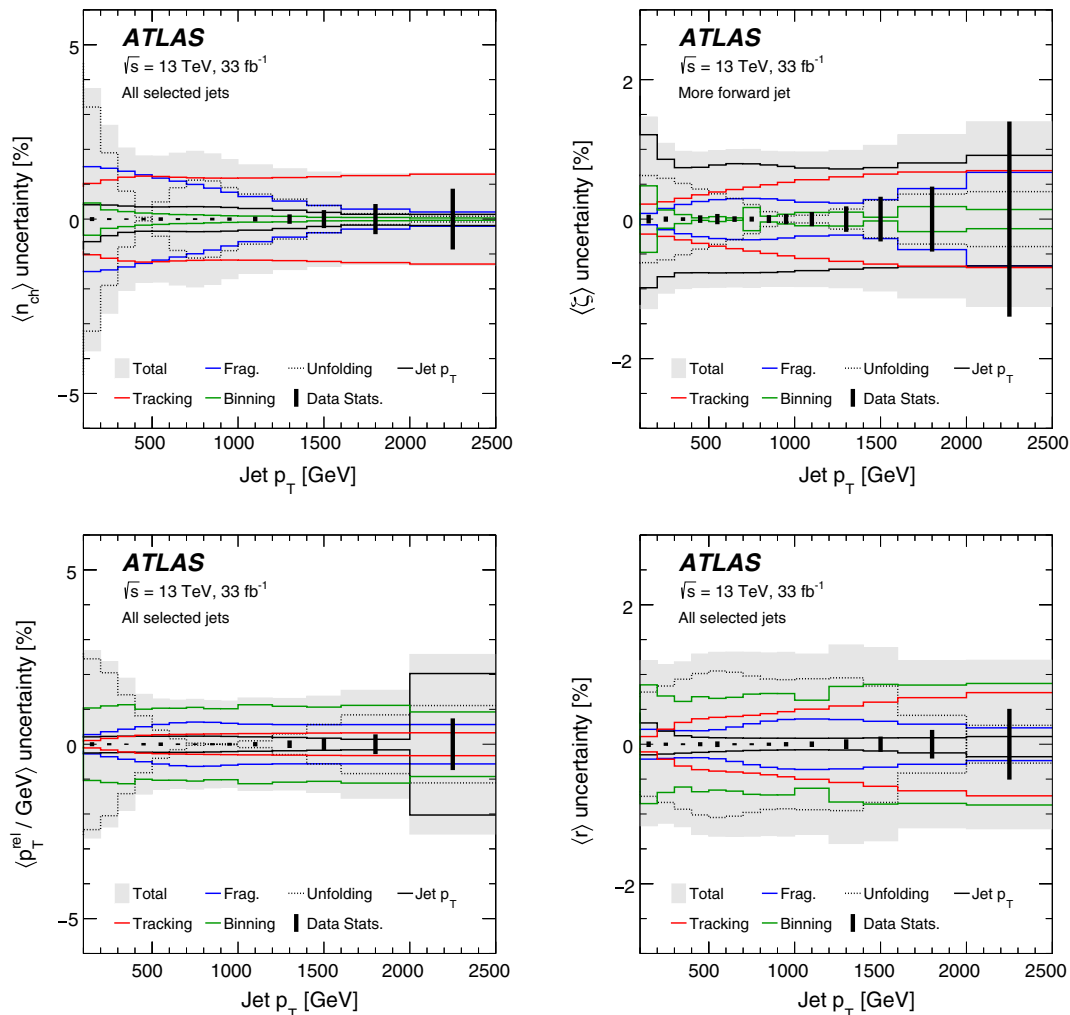 ATLAS
√s = 13 TeV, 33 fb⁻¹
All selected jets
⟨n_ch⟩ uncertainty [%]
5
0
−5
Total Frag. Unfolding Jet p_T
Tracking Binning Data Stats.
500 1000 1500 2000 2500
Jet p_T [GeV]
ATLAS
√s = 13 TeV, 33 fb⁻¹
More forward jet
⟨ζ⟩ uncertainty [%]
2
0
−2
Total Frag. Unfolding Jet p_T
Tracking Binning Data Stats.
500 1000 1500 2000 2500
Jet p_T [GeV]
ATLAS
√s = 13 TeV, 33 fb⁻¹
All selected jets
⟨p_T^rel / GeV⟩ uncertainty [%]
5
0
−5
Total Frag. Unfolding Jet p_T
Tracking Binning Data Stats.
500 1000 1500 2000 2500
Jet p_T [GeV]
ATLAS
√s = 13 TeV, 33 fb⁻¹
All selected jets
⟨r⟩ uncertainty [%]
2
0
−2
Total Frag. Unfolding Jet p_T
Tracking Binning Data Stats.
500 1000 1500 2000 2500
Jet p_T [GeV]